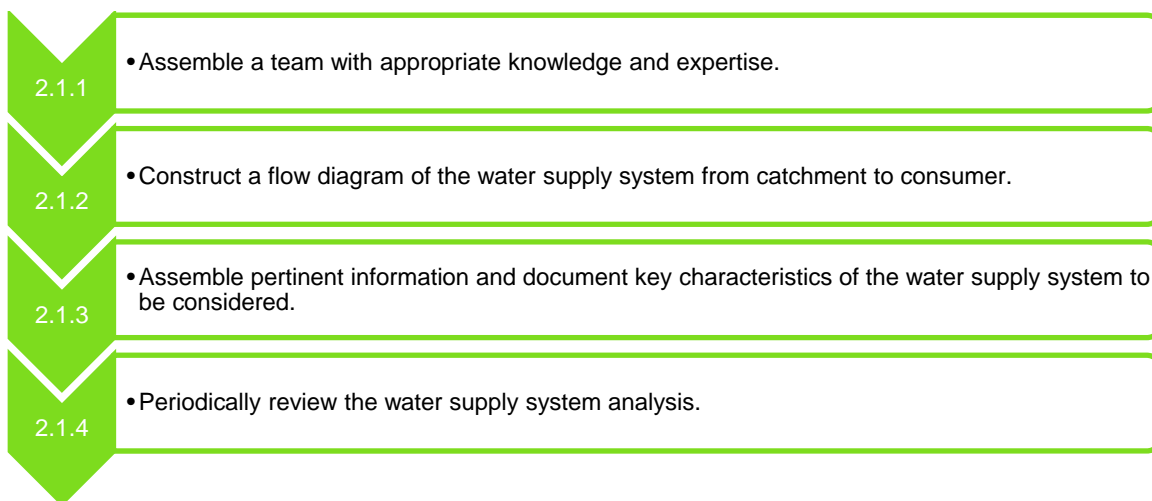 2.1.1
•Assemble a team with appropriate knowledge and expertise.
2.1.2
•Construct a flow diagram of the water supply system from catchment to consumer.
2.1.3
•Assemble pertinent information and document key characteristics of the water supply system to
be considered.
2.1.4
•Periodically review the water supply system analysis.